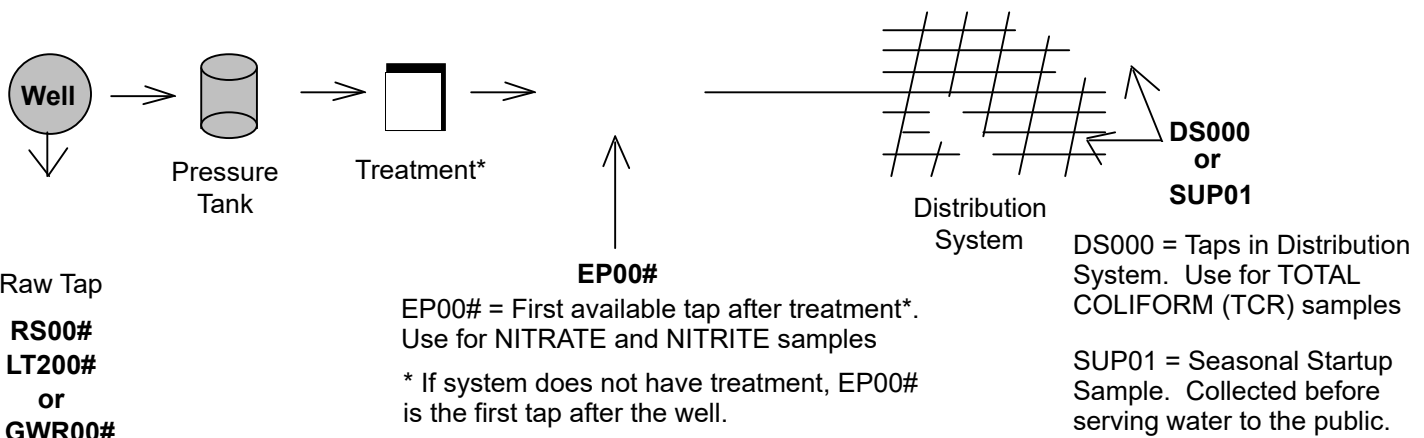 Well
Pressure
Tank
Treatment*
Distribution
System
DS000
or
SUP01
Raw Tap
RS00#
LT200#
or
GWR00#
EP00#
EP00# = First available tap after treatment*.
Use for NITRATE and NITRITE samples
* If system does not have treatment, EP00#
is the first tap after the well.
DS000 = Taps in Distribution
System. Use for TOTAL
COLIFORM (TCR) samples
SUP01 = Seasonal Startup
Sample. Collected before
serving water to the public.